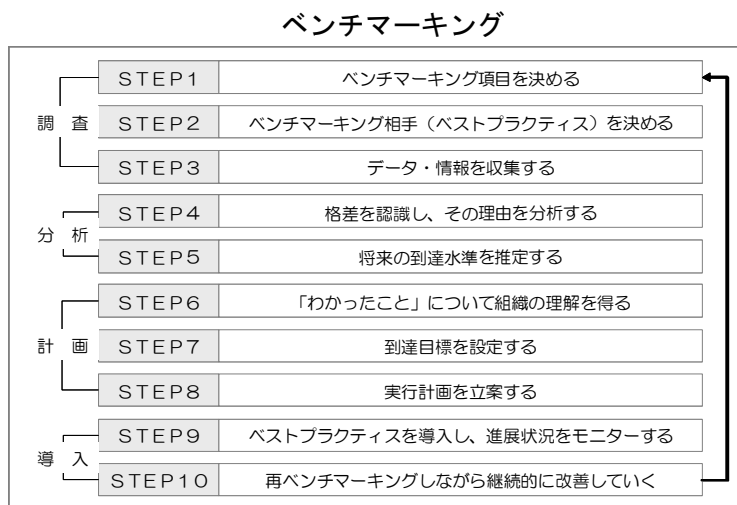 ベンチマーキング
調 査
STEP1 ベンチマーキング項目を決める
STEP2 ベンチマーキング相手（ベストプラクティス）を決める
STEP3 データ・情報を収集する
分 析
STEP4 格差を認識し、その理由を分析する
STEP5 将来の到達水準を推定する
計 画
STEP6 「わかったこと」について組織の理解を得る
STEP7 到達目標を設定する
STEP8 実行計画を立案する
導 入
STEP9 ベストプラクティスを導入し、進展状況をモニターする
STEP10 再ベンチマーキングしながら継続的に改善していく